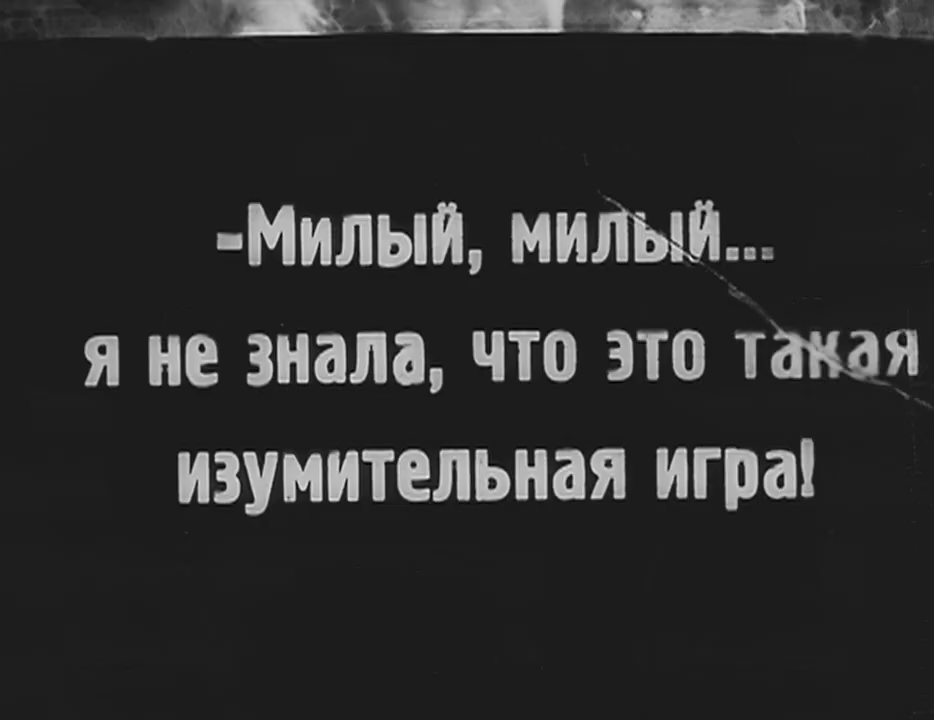 -Милый, милый...
я не знала, что это такая
изумительная игра!